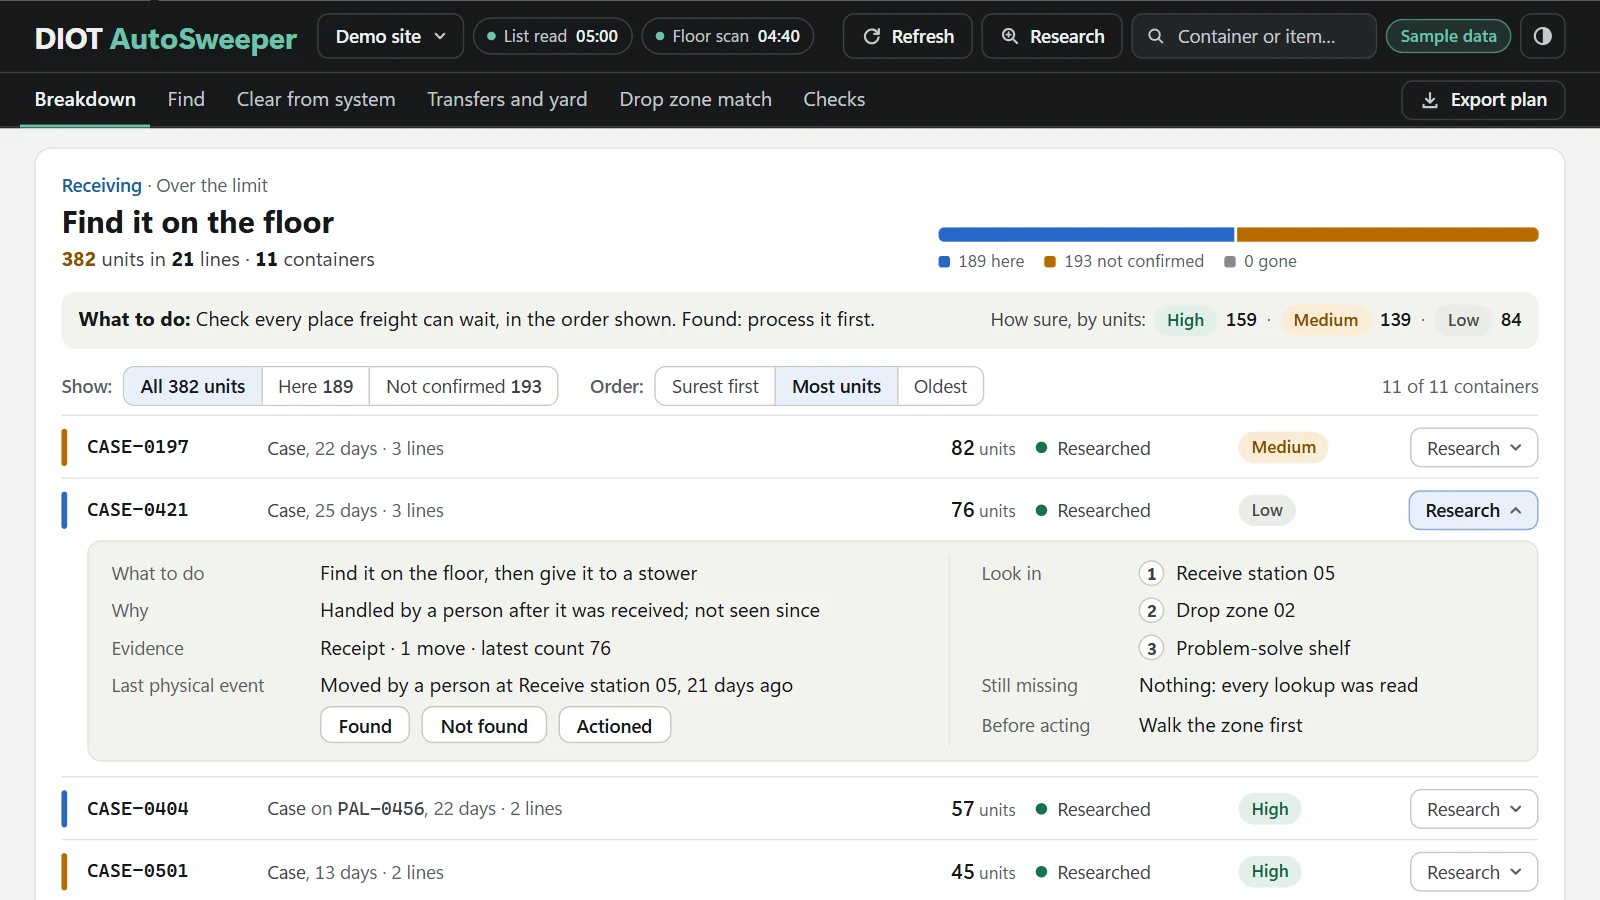 DIOT AutoSweeper
Demo site
List read 05:00
Floor scan 04:40
Refresh
Research
Container or item...
Sample data
Breakdown
Find
Clear from system
Transfers and yard
Drop zone match
Checks
Export plan
Receiving · Over the limit
Find it on the floor
382 units in 21 lines · 11 containers
189 here
193 not confirmed
0 gone
What to do: Check every place freight can wait, in the order shown. Found: process it first.
How sure, by units: High 159 · Medium 139 · Low 84
Show: All 382 units Here 189 Not confirmed 193
Order: Surest first Most units Oldest
11 of 11 containers
CASE-0197 Case, 22 days · 3 lines 82 units Researched Medium Research
CASE-0421 Case, 25 days · 3 lines 76 units Researched Low Research
What to do Find it on the floor, then give it to a stower
Why Handled by a person after it was received; not seen since
Evidence Receipt · 1 move · latest count 76
Last physical event Moved by a person at Receive station 05, 21 days ago
Found Not found Actioned
Look in 1 Receive station 05
2 Drop zone 02
3 Problem-solve shelf
Still missing Nothing: every lookup was read
Before acting Walk the zone first
CASE-0404 Case on PAL-0456, 22 days · 2 lines 57 units Researched High Research
CASE-0501 Case, 13 days · 2 lines 45 units Researched High Research